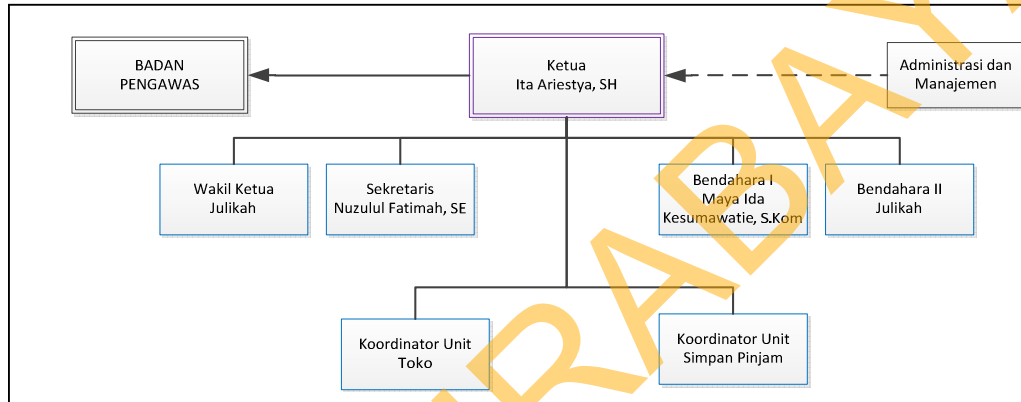 BADAN
PENGAWAS
Ketua
Ita Ariestya, SH
Administrasi dan
Manajemen
Wakil Ketua
Julikah
Sekretaris
Nuzulul Fatimah, SE
Bendahara I
Maya Ida
Kesumawatie, S.Kom
Bendahara II
Julikah
Koordinator Unit
Toko
Koordinator Unit
Simpan Pinjam
RABAY